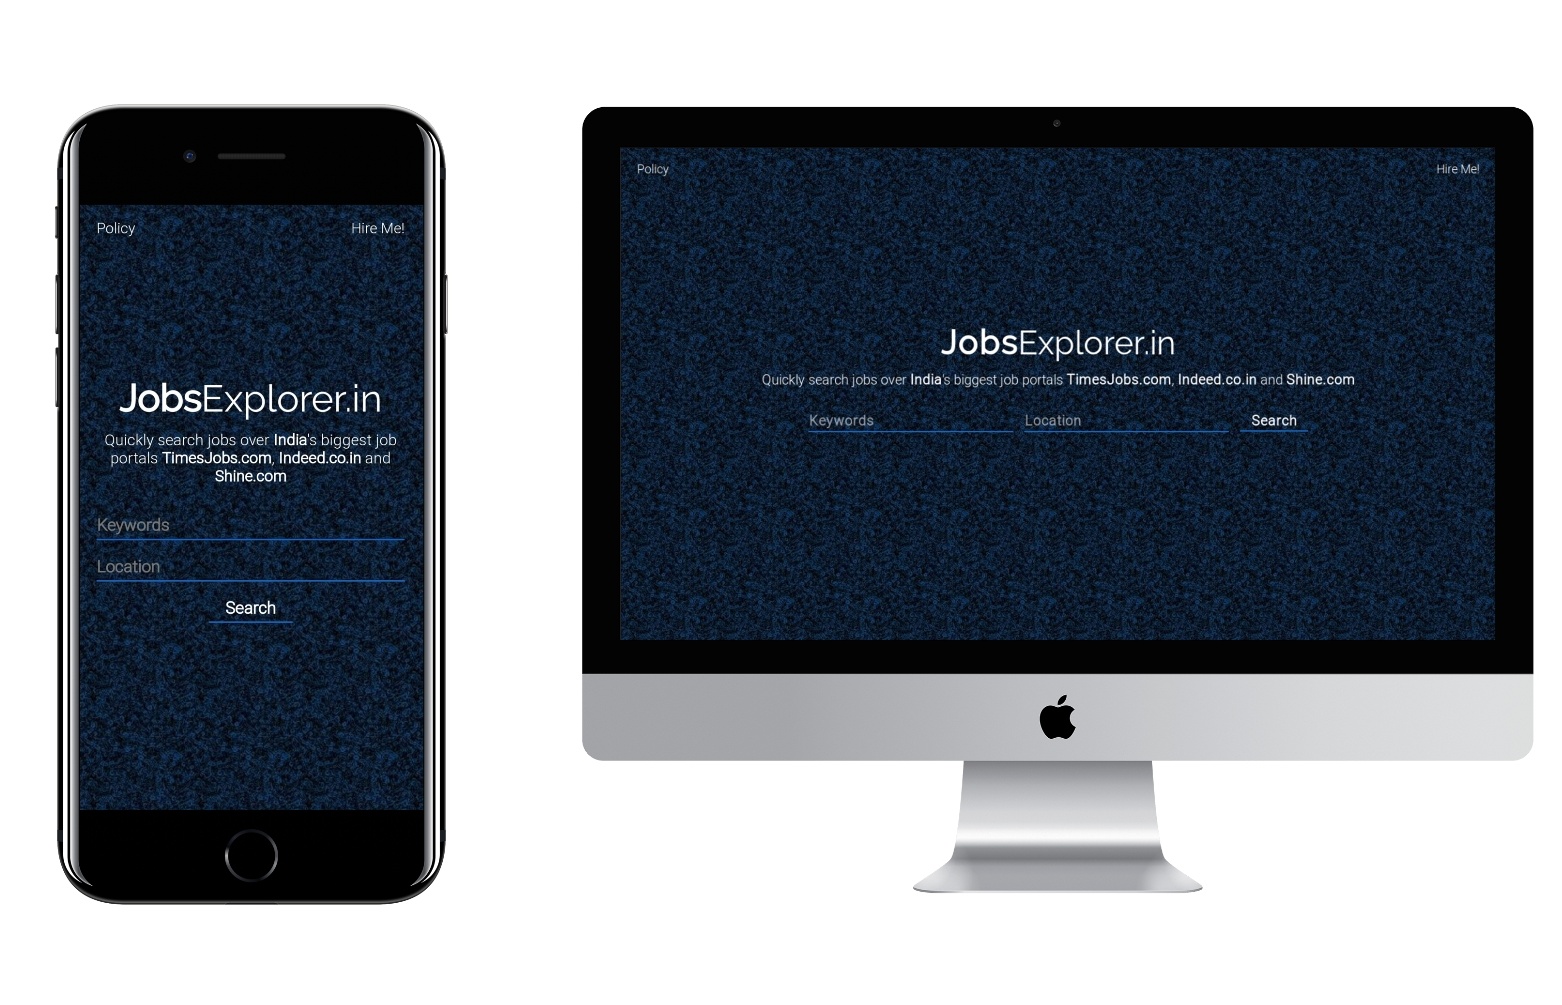 Policy
Hire Me!
JobsExplorer.in
Quickly search jobs over India's biggest job
portals TimesJobs.com, Indeed.co.in and
Shine.com
Keywords
Location
Search
Policy
Hire Me!
JobsExplorer.in
Quickly search jobs over India's biggest job portals TimesJobs.com, Indeed.co.in and Shine.com
Keywords
Location
Search